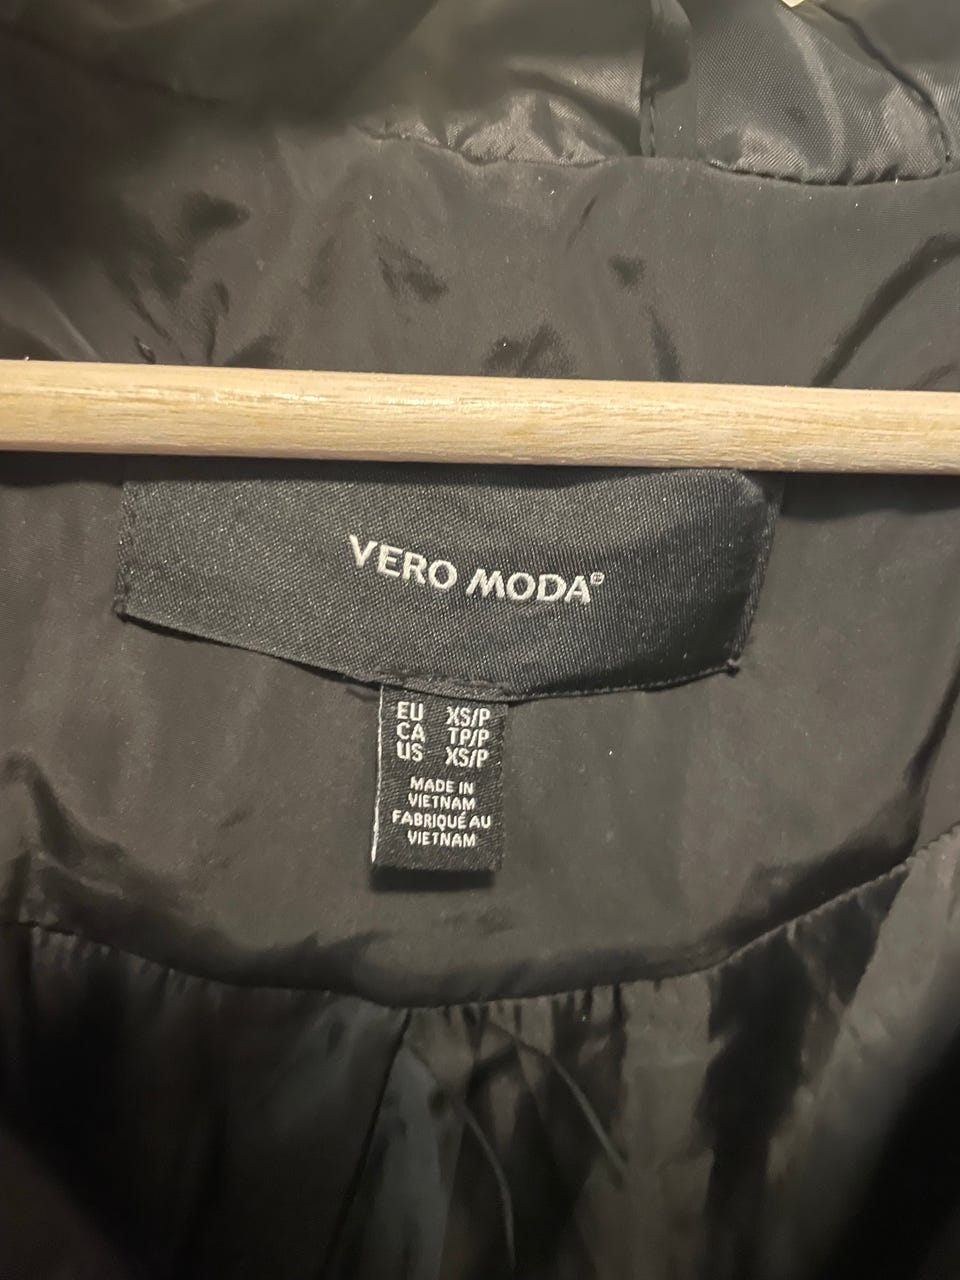 VERO MODA®
EU XS/P
CA TP/P
US XS/P
MADE IN
VIETNAM
FABRIQUÉ AU
VIETNAM